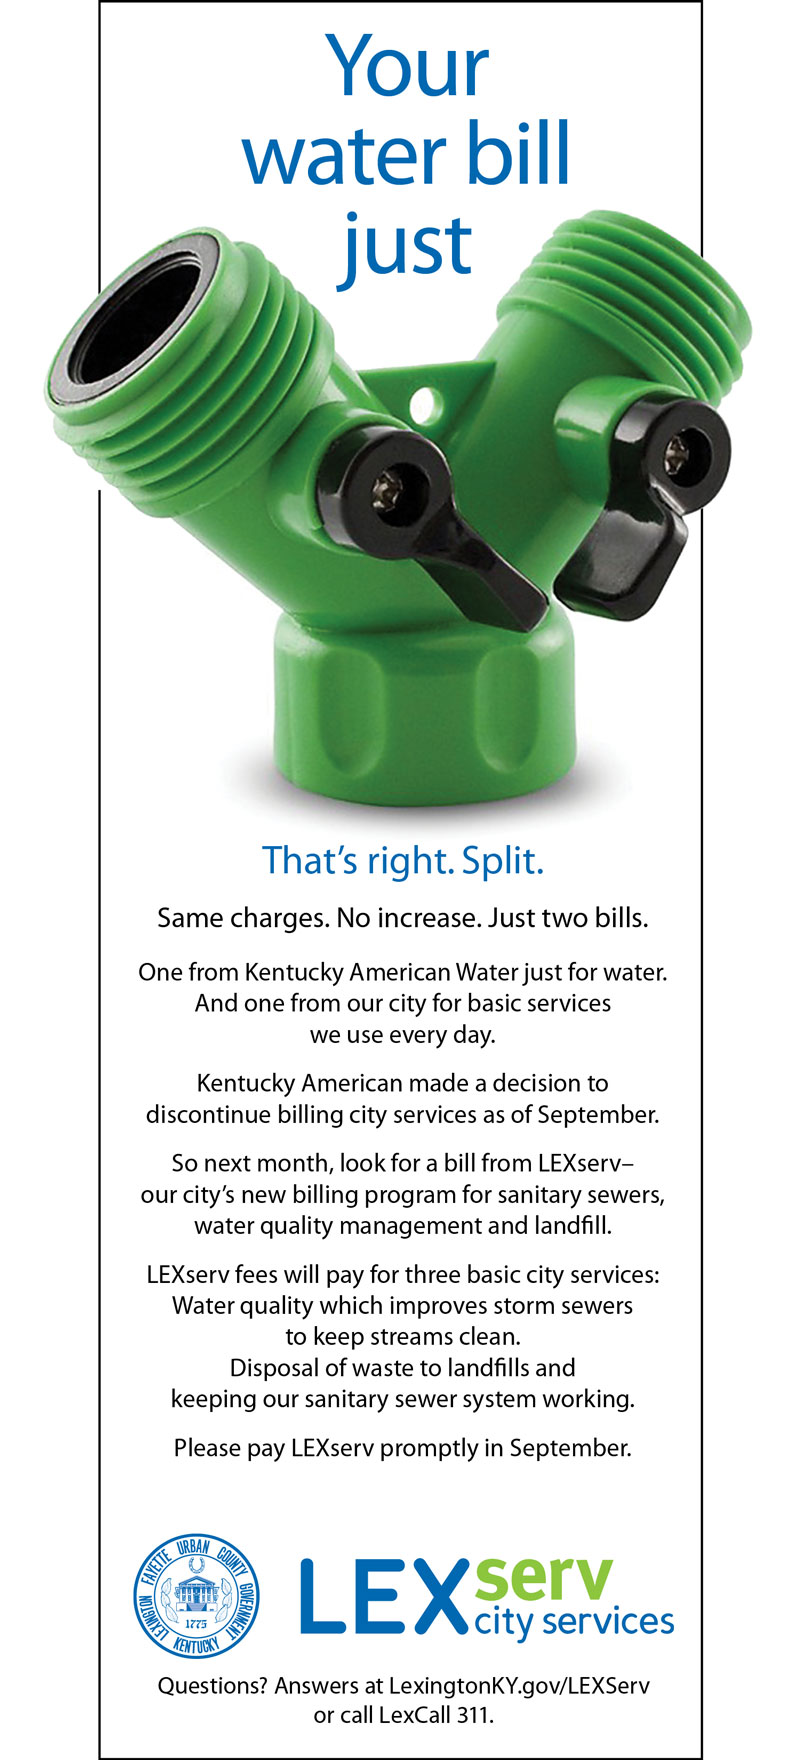 Your
water bill
just
That's right. Split.
Same charges. No increase. Just two bills.
One from Kentucky American Water just for water.
And one from our city for basic services
we use every day.
Kentucky American made a decision to
discontinue billing city services as of September.
So next month, look for a bill from LEXserv–
our city's new billing program for sanitary sewers,
water quality management and landfill.
LEXserv fees will pay for three basic city services:
Water quality which improves storm sewers
to keep streams clean.
Disposal of waste to landfills and
keeping our sanitary sewer system working.
Please pay LEXserv promptly in September.
LEXINGTON FAYETTE URBAN COUNTY GOVERNMENT
1775
KENTUCKY
LEXserv
city services
Questions? Answers at LexingtonKY.gov/LEXServ
or call LexCall 311.